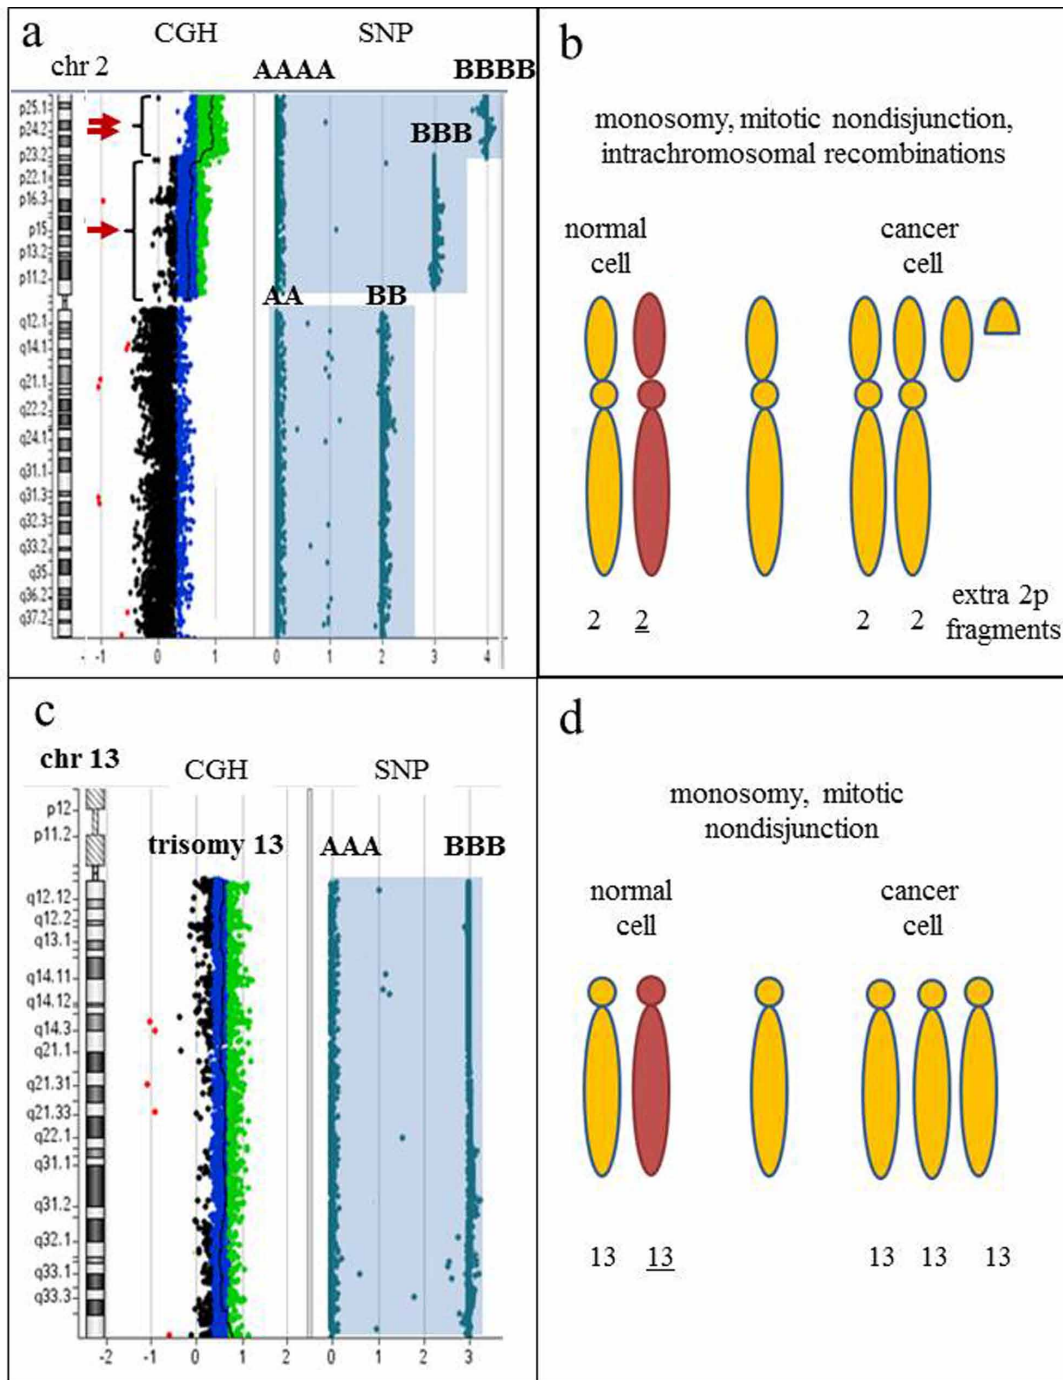 a
CGH
SNP
chr 2
AAAA
BBBB
BBB
AA
BB
p25.1
p24.2
p23.2
p22.1
p16.3
p15
p13.2
p11.2
q12.1
q14.1
q21.1
q22.2
q24.1
q31.1
q31.3
q32.3
q33.2
q35
q36.2
q37.2
-1 0 1 0 1 2 3 4
b
monosomy, mitotic nondisjunction,
intrachromosomal recombinations
normal
cell
cancer
cell
2 2
2 2
extra 2p
fragments
c
chr 13
CGH
SNP
trisomy 13
AAA
BBB
p12
p11.2
q12.12
q12.2
q13.1
q14.11
q14.12
q14.3
q21.1
q21.31
q21.33
q22.1
q31.1
q31.2
q32.1
q33.1
q33.3
-2 -1 0 1 2 0 1 2 3
d
monosomy, mitotic
nondisjunction
normal
cell
cancer
cell
13 13
13 13 13